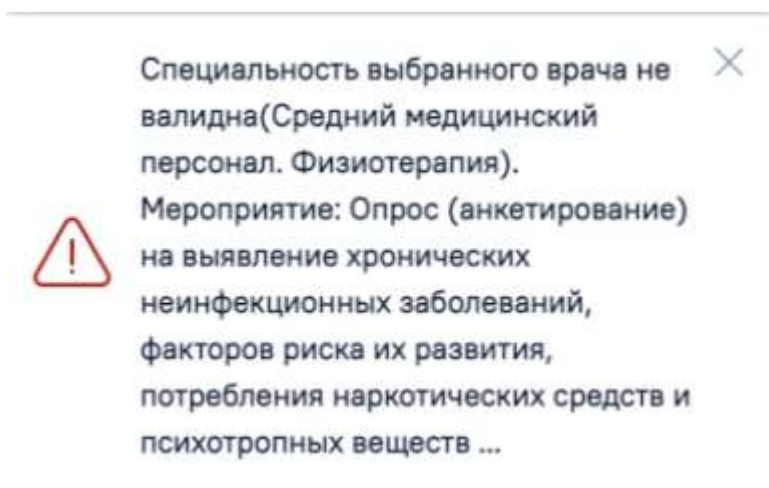 Специальность выбранного врача не
валидна(Средний медицинский
персонал. Физиотерапия).
Мероприятие: Опрос (анкетирование)
на выявление хронических
неинфекционных заболеваний,
факторов риска их развития,
потребления наркотических средств и
психотропных веществ ...